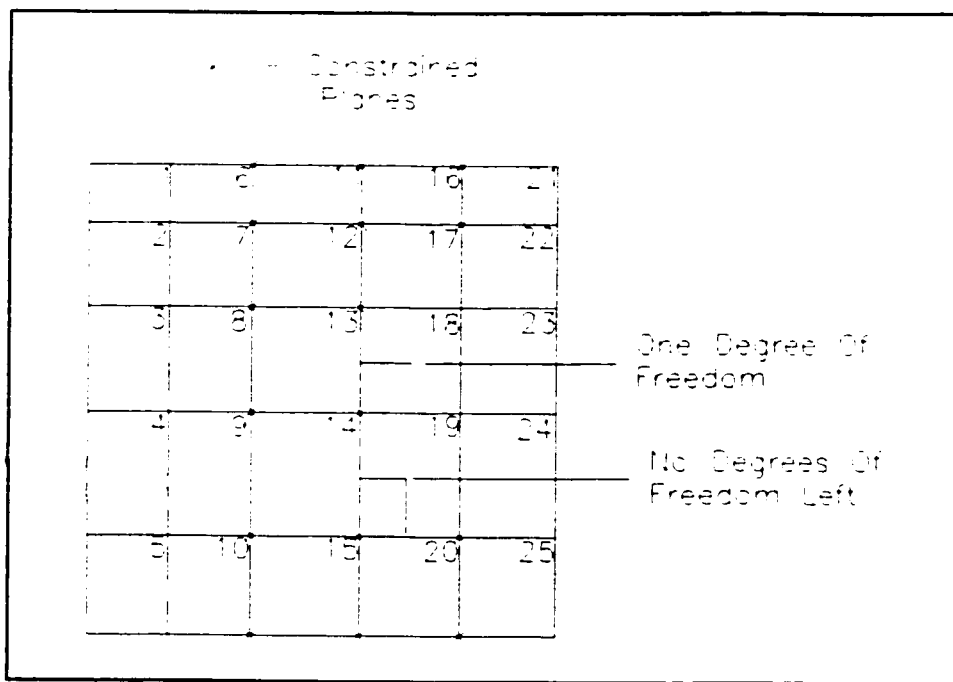 = Constrained
Planes
6 16 21
2 7 12 17 22
3 8 13 18 23
One Degree Of
Freedom
4 9 14 19 24
No Degrees Of
Freedom Left
5 10 15 20 25